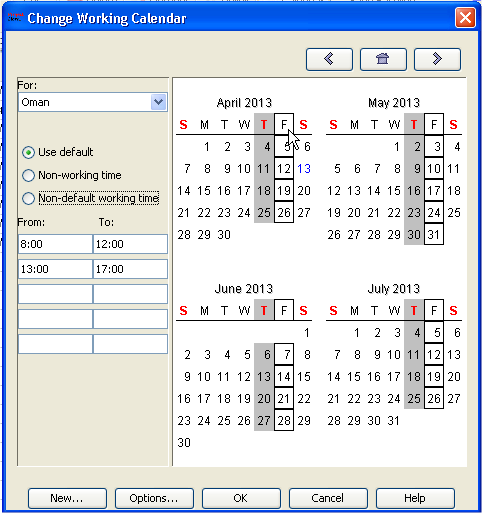 Change Working Calendar
For:
Oman
Use default
Non-working time
Non-default working time
From: To:
8:00 12:00
13:00 17:00
April 2013
S M T W T F S
1 2 3 4 5 6
7 8 9 10 11 12 13
14 15 16 17 18 19 20
21 22 23 24 25 26 27
28 29 30
May 2013
S M T W T F S
1 2 3 4
5 6 7 8 9 10 11
12 13 14 15 16 17 18
19 20 21 22 23 24 25
26 27 28 29 30 31
June 2013
S M T W T F S
1
2 3 4 5 6 7 8
9 10 11 12 13 14 15
16 17 18 19 20 21 22
23 24 25 26 27 28 29
30
July 2013
S M T W T F S
1 2 3 4 5 6
7 8 9 10 11 12 13
14 15 16 17 18 19 20
21 22 23 24 25 26 27
28 29 30 31
New... Options... OK Cancel Help